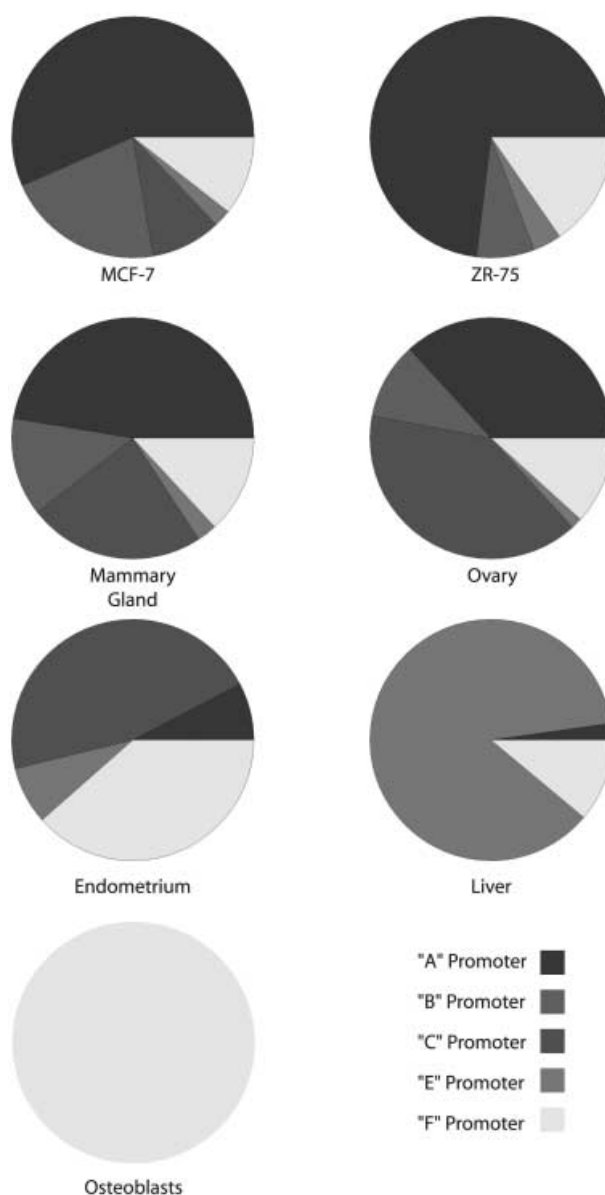 MCF-7
ZR-75
Mammary
Gland
Ovary
Endometrium
Liver
"A" Promoter
"B" Promoter
"C" Promoter
"E" Promoter
"F" Promoter
Osteoblasts